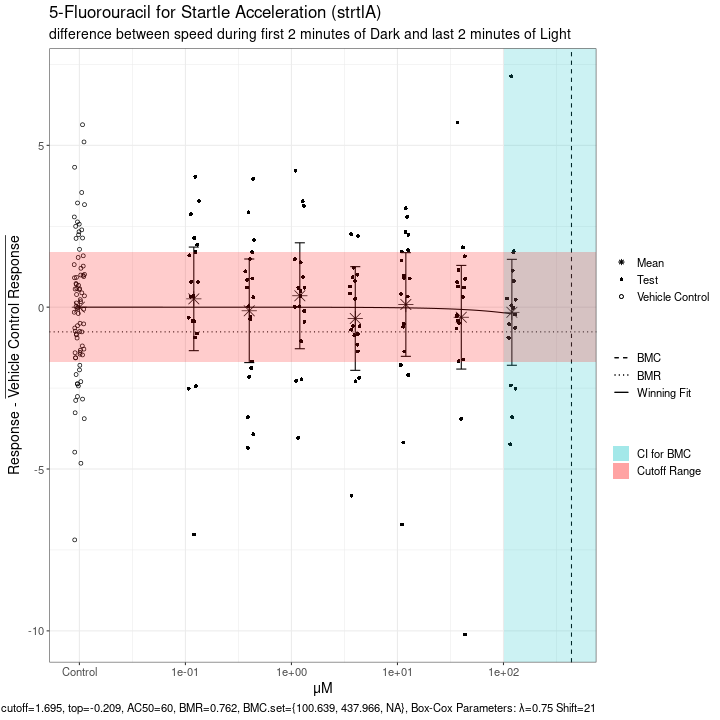 5-Fluorouracil for Startle Acceleration (strtlA)
difference between speed during first 2 minutes of Dark and last 2 minutes of Light
Response - Vehicle Control Response
5
0
-5
-10
Control
1e-01
1e+00
1e+01
1e+02
μM
Mean
Test
Vehicle Control
BMC
BMR
Winning Fit
CI for BMC
Cutoff Range
cutoff=1.695, top=-0.209, AC50=60, BMR=0.762, BMC.set={100.639, 437.966, NA}, Box-Cox Parameters: λ=0.75 Shift=21